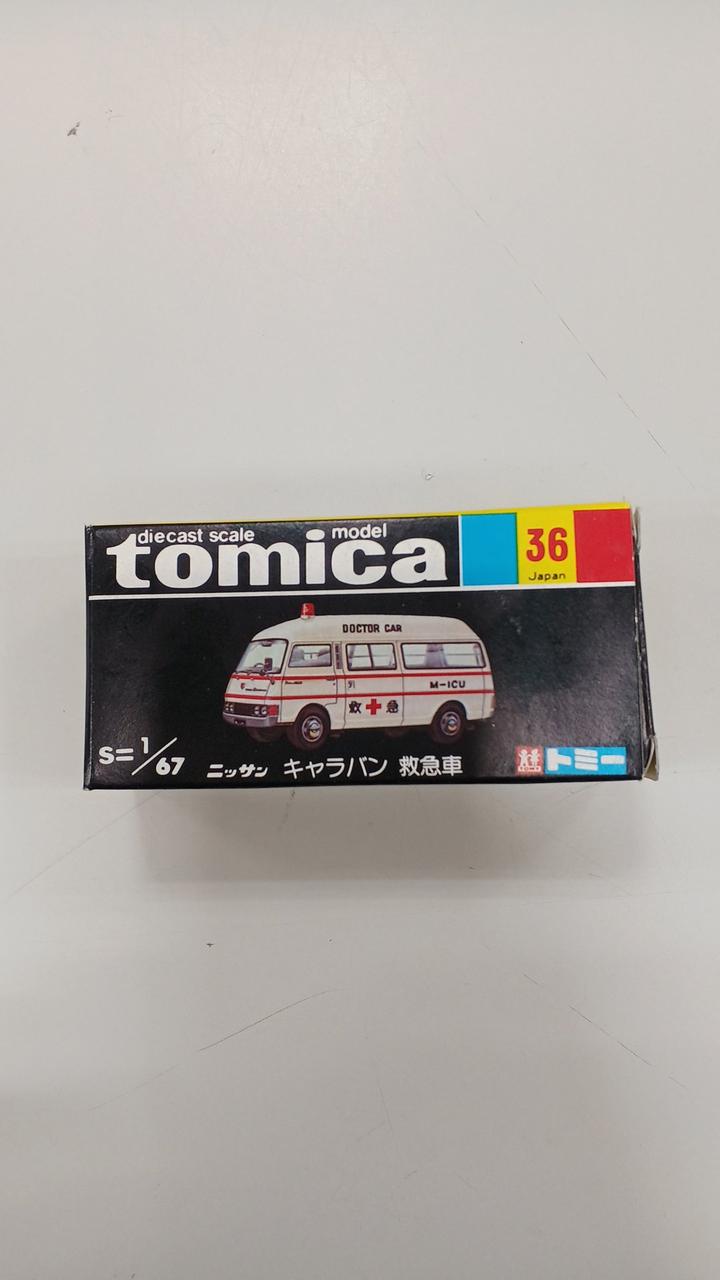 diecast scale model
tomica
36
Japan
DOCTOR CAR
M-ICU
救急
S=1/67
ニッサン キャラバン 救急車
TOMY
トミー